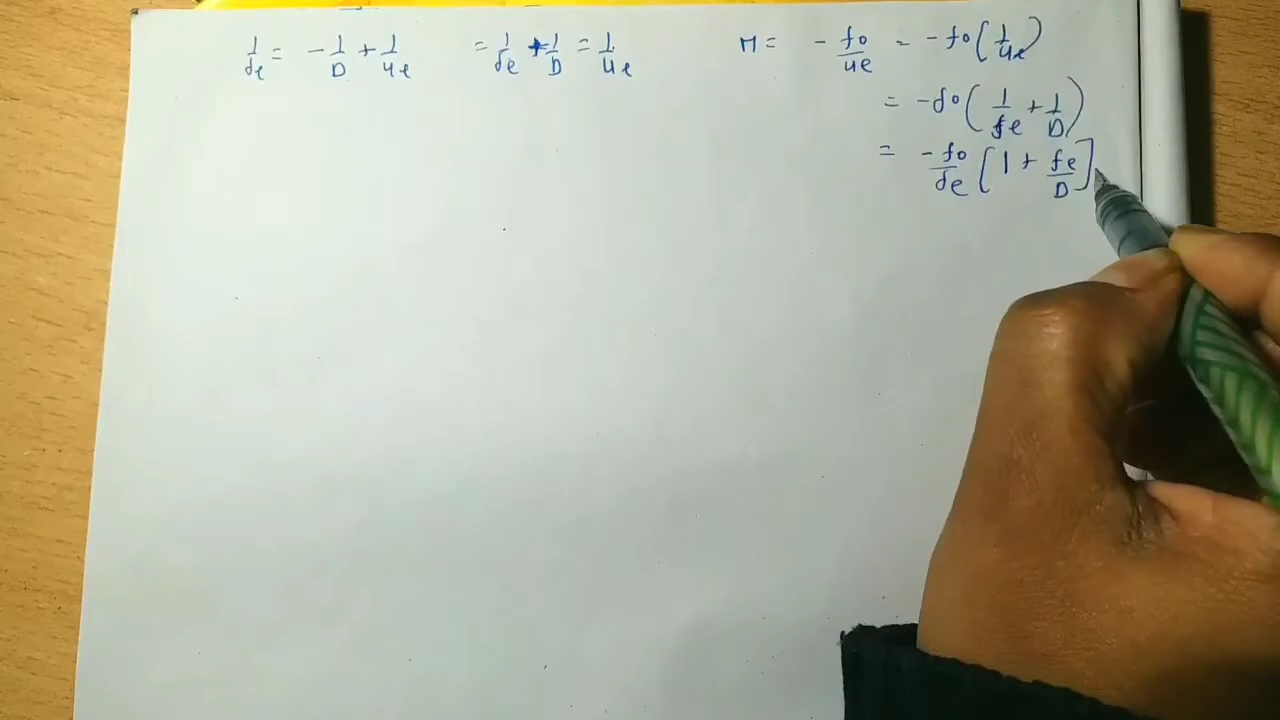 1/fe = - 1/D + 1/ue = 1/fe + 1/D = 1/ue M = - fo/ue = - fo (1/ue)
= - fo (1/fe + 1/D)
= - fo/fe [1 + fe/D]